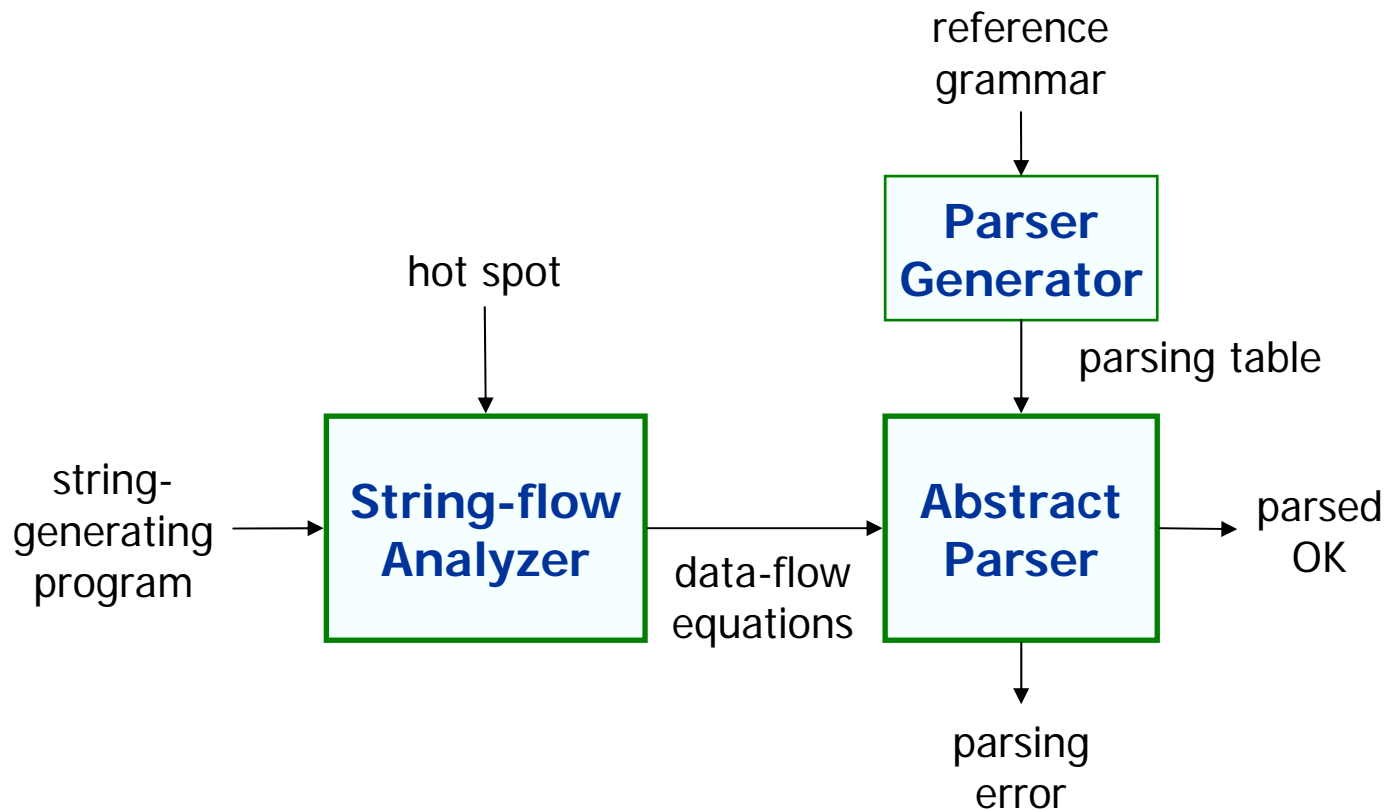 reference
grammar
Parser
Generator
hot spot
parsing table
string-
generating
program
String-flow
Analyzer
data-flow
equations
Abstract
Parser
parsed
OK
parsing
error